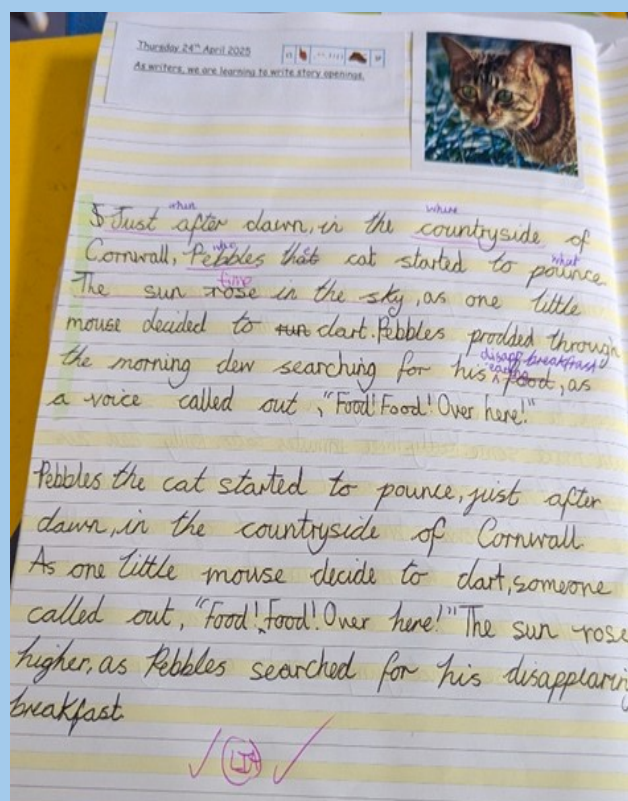 Thursday 24th April 2025
As writers, we are learning to write story openings.
when where
Just after dawn, in the countryside of
who what
Cornwall, Pebbles the cat started to pounce.
time
The sun rose in the sky, as one little
mouse decided to run dart. Pebbles prodded through
disapp breakfast
the morning dew searching for his food, as
earing
a voice called out, "Food! Food! Over here!"
Pebbles the cat started to pounce, just after
dawn, in the countryside of Cornwall.
As one little mouse decide to dart, someone
called out, "Food! Food! Over here!" The sun rose
higher, as Pebbles searched for his disappearing
breakfast.